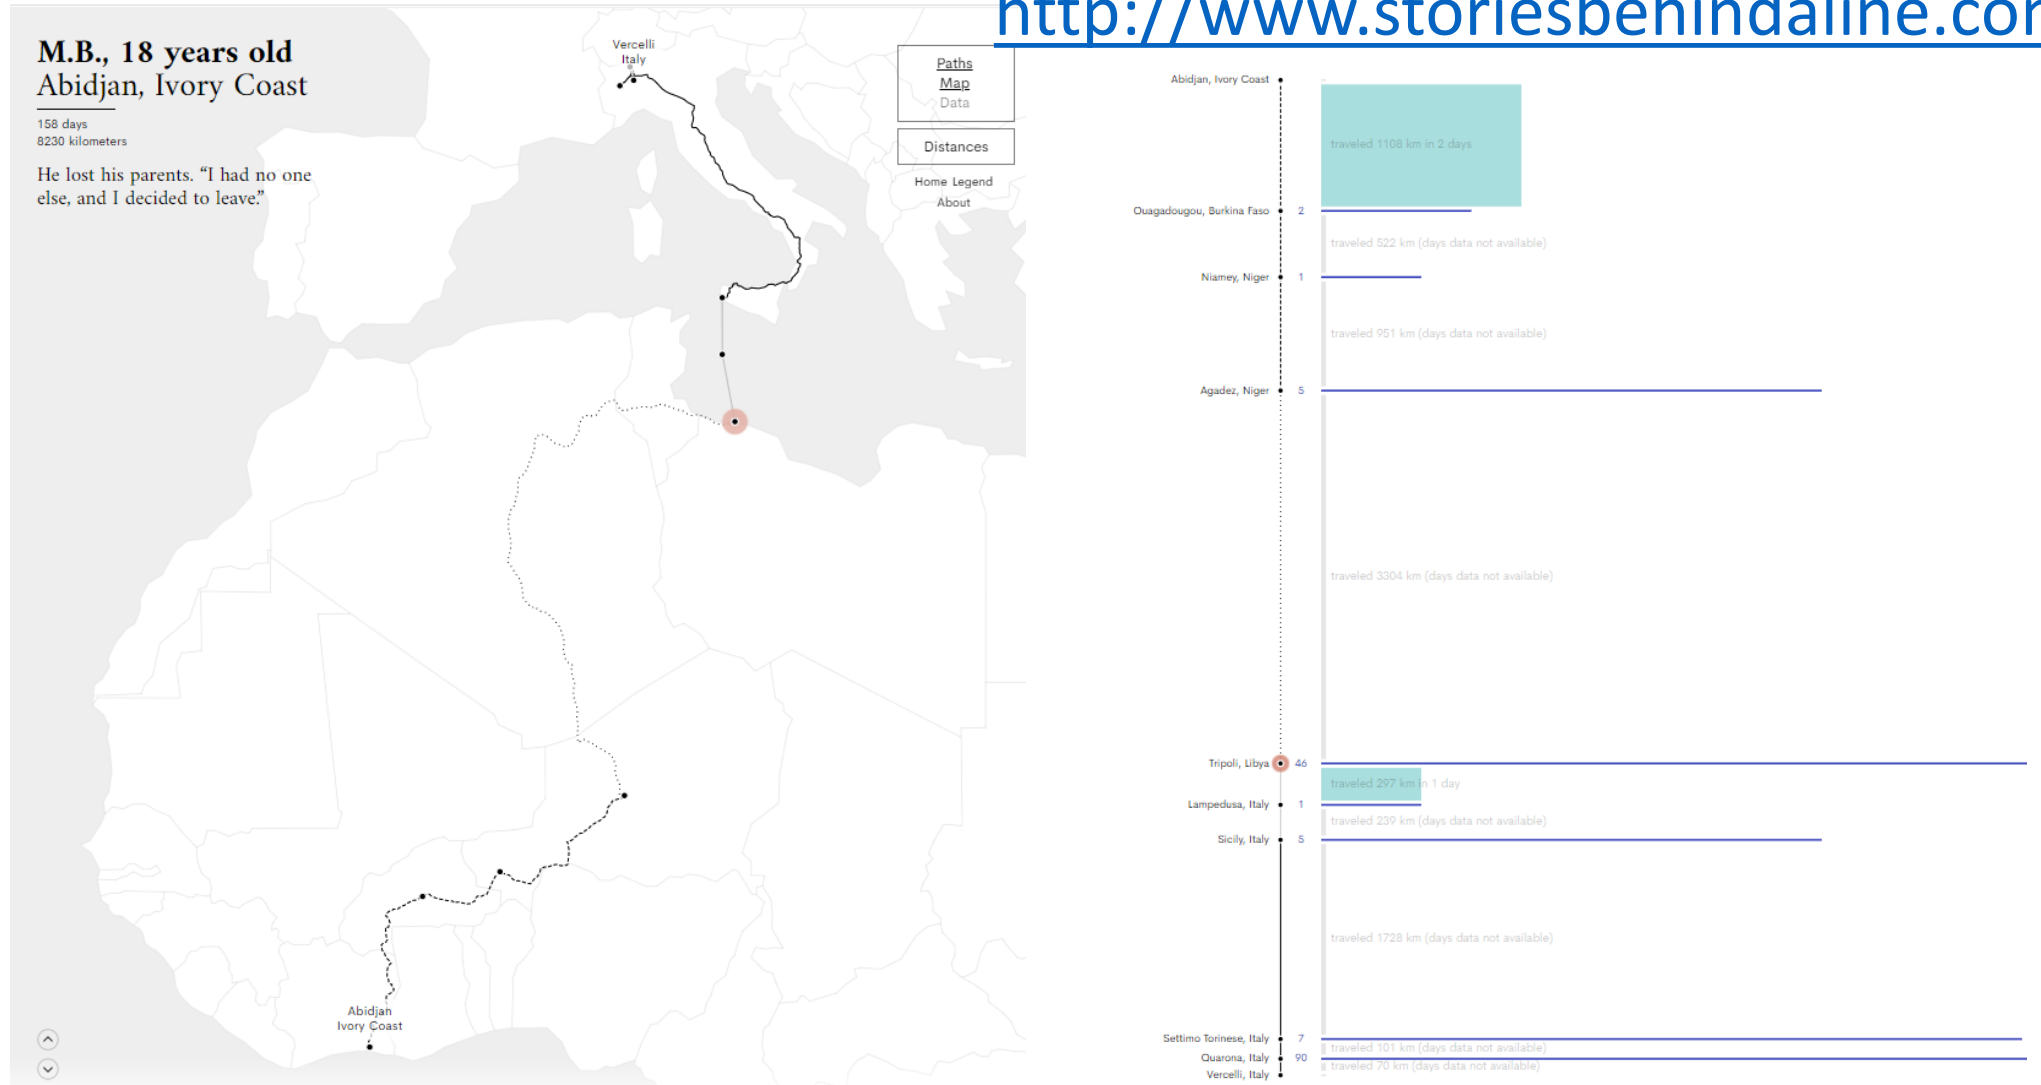 http://www.storiesbehindaline.com
M.B., 18 years old
Abidjan, Ivory Coast
158 days
8230 kilometers
He lost his parents. “I had no one
else, and I decided to leave.”
Vercelli
Italy
Paths
Map
Data
Distances
Home Legend
About
Abidjan
Ivory Coast
Abidjan, Ivory Coast
traveled 1108 km in 2 days
Ouagadougou, Burkina Faso 2
traveled 522 km (days data not available)
Niamey, Niger 1
traveled 951 km (days data not available)
Agadez, Niger 5
traveled 3304 km (days data not available)
Tripoli, Libya 46
traveled 297 km in 1 day
Lampedusa, Italy 1
traveled 239 km (days data not available)
Sicily, Italy 5
traveled 1728 km (days data not available)
Settimo Torinese, Italy 7
traveled 101 km (days data not available)
Quarona, Italy 90
traveled 70 km (days data not available)
Vercelli, Italy